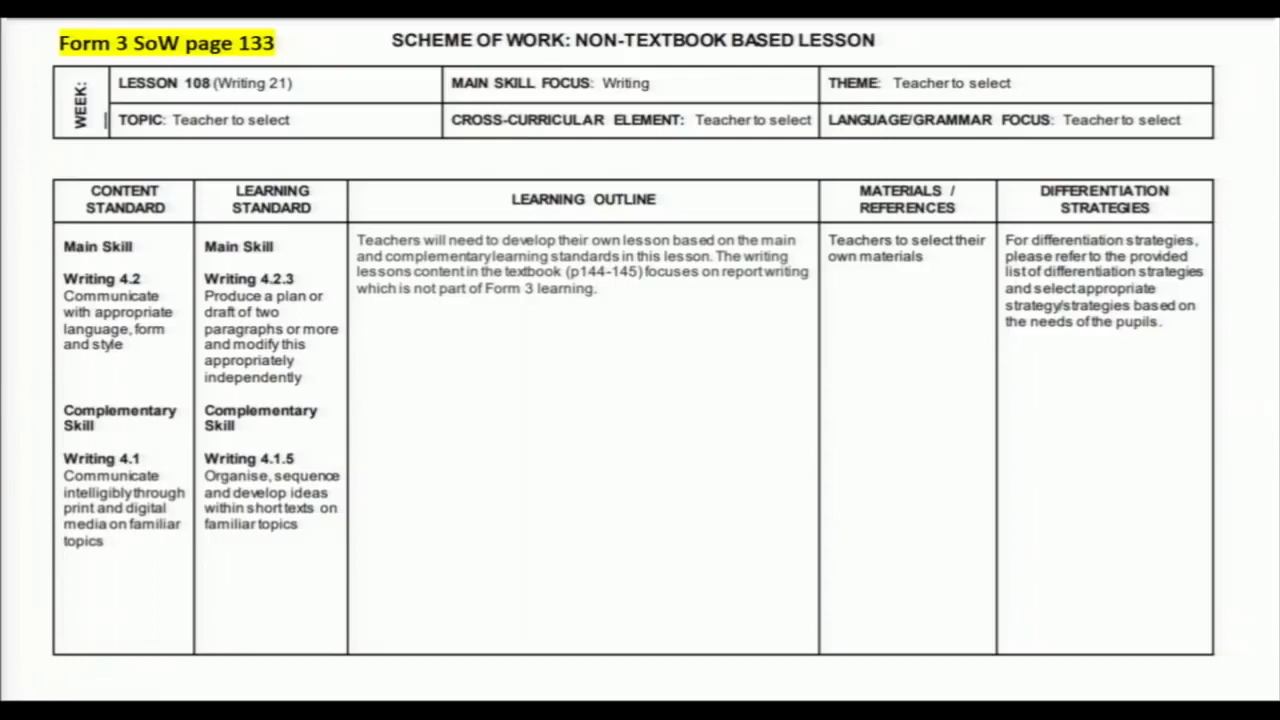 Form 3 SoW page 133
SCHEME OF WORK: NON-TEXTBOOK BASED LESSON
WEEK:
LESSON 108 (Writing 21)
MAIN SKILL FOCUS: Writing
THEME: Teacher to select
TOPIC: Teacher to select
CROSS-CURRICULAR ELEMENT: Teacher to select
LANGUAGE/GRAMMAR FOCUS: Teacher to select
CONTENT
STANDARD
LEARNING
STANDARD
LEARNING OUTLINE
MATERIALS /
REFERENCES
DIFFERENTIATION
STRATEGIES
Main Skill
Writing 4.2
Communicate
with appropriate
language, form
and style
Complementary
Skill
Writing 4.1
Communicate
intelligibly through
print and digital
media on familiar
topics
Main Skill
Writing 4.2.3
Produce a plan or
draft of two
paragraphs or more
and modify this
appropriately
independently
Complementary
Skill
Writing 4.1.5
Organise, sequence
and develop ideas
within short texts on
familiar topics
Teachers will need to develop their own lesson based on the main
and complementary learning standards in this lesson. The writing
lessons content in the textbook (p144-145) focuses on report writing
which is not part of Form 3 learning.
Teachers to select their
own materials
For differentiation strategies,
please refer to the provided
list of differentiation strategies
and select appropriate
strategy/strategies based on
the needs of the pupils.